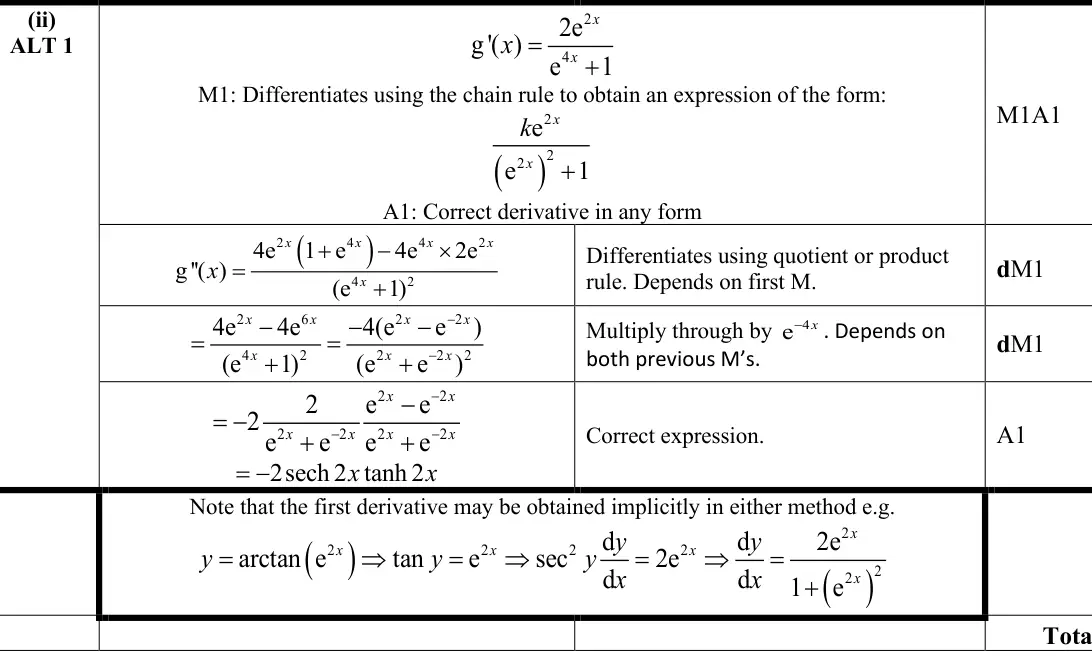 (ii)
ALT 1
g'(x) = 2e^{2x} / (e^{4x} + 1)
M1: Differentiates using the chain rule to obtain an expression of the form:
ke^{2x} / ((e^{2x})^2 + 1)
A1: Correct derivative in any form
M1A1
g"(x) = (4e^{2x}(1 + e^{4x}) − 4e^{4x} × 2e^{2x}) / (e^{4x} + 1)^2
Differentiates using quotient or product
rule. Depends on first M.
dM1
= (4e^{2x} − 4e^{6x}) / (e^{4x} + 1)^2 = −4(e^{2x} − e^{−2x}) / (e^{2x} + e^{−2x})^2
Multiply through by e^{−4x}. Depends on
both previous M’s.
dM1
= −2 (2 / (e^{2x} + e^{−2x})) ((e^{2x} − e^{−2x}) / (e^{2x} + e^{−2x}))
= −2 sech 2x tanh 2x
Correct expression.
A1
Note that the first derivative may be obtained implicitly in either method e.g.
y = arctan(e^{2x}) ⇒ tan y = e^{2x} ⇒ sec^2 y dy/dx = 2e^{2x} ⇒ dy/dx = 2e^{2x} / (1 + (e^{2x})^2)
Tota